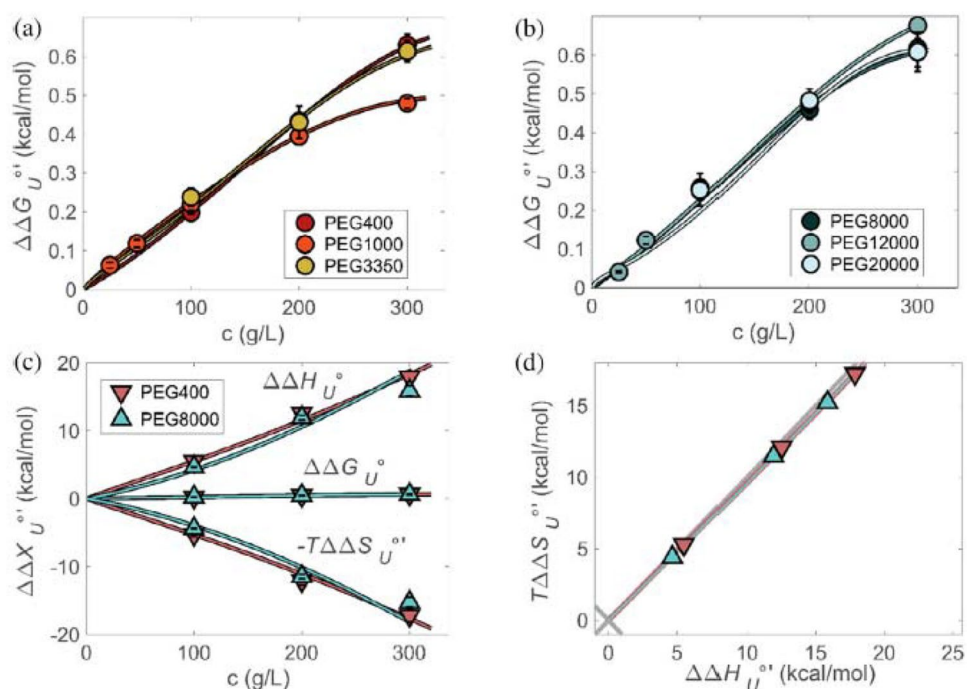 (a)
0.6
0.5
0.4
0.3
0.2
0.1
0
0 100 200 300
ΔΔG U°' (kcal/mol)
c (g/L)
PEG400
PEG1000
PEG3350
(b)
0.6
0.5
0.4
0.3
0.2
0.1
0
0 100 200 300
ΔΔG U°' (kcal/mol)
c (g/L)
PEG8000
PEG12000
PEG20000
(c)
20
10
0
-10
-20
0 100 200 300
ΔΔX U°' (kcal/mol)
c (g/L)
PEG400
PEG8000
ΔΔH U°
ΔΔG U°
-TΔΔS U°'
(d)
15
10
5
0
0 5 10 15 20 25
TΔΔS U°' (kcal/mol)
ΔΔH U°' (kcal/mol)